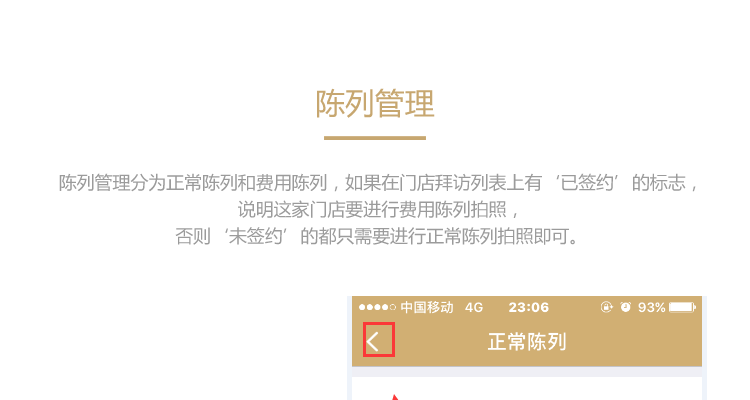 陈列管理
陈列管理分为正常陈列和费用陈列，如果在门店拜访列表上有‘已签约’的标志，
说明这家门店要进行费用陈列拍照，
否则‘未签约’的都只需要进行正常陈列拍照即可。
中国移动 4G 23:06 93%
正常陈列